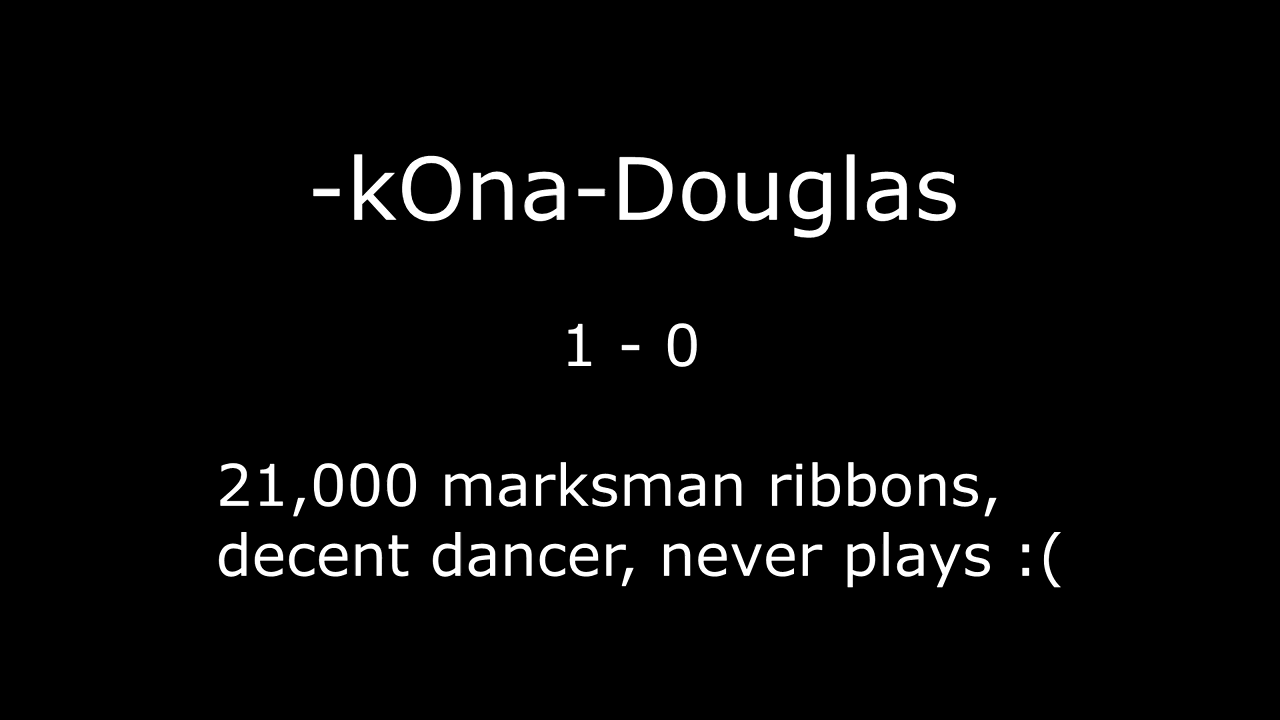 -kOna-Douglas
1 - 0
21,000 marksman ribbons,
decent dancer, never plays :(